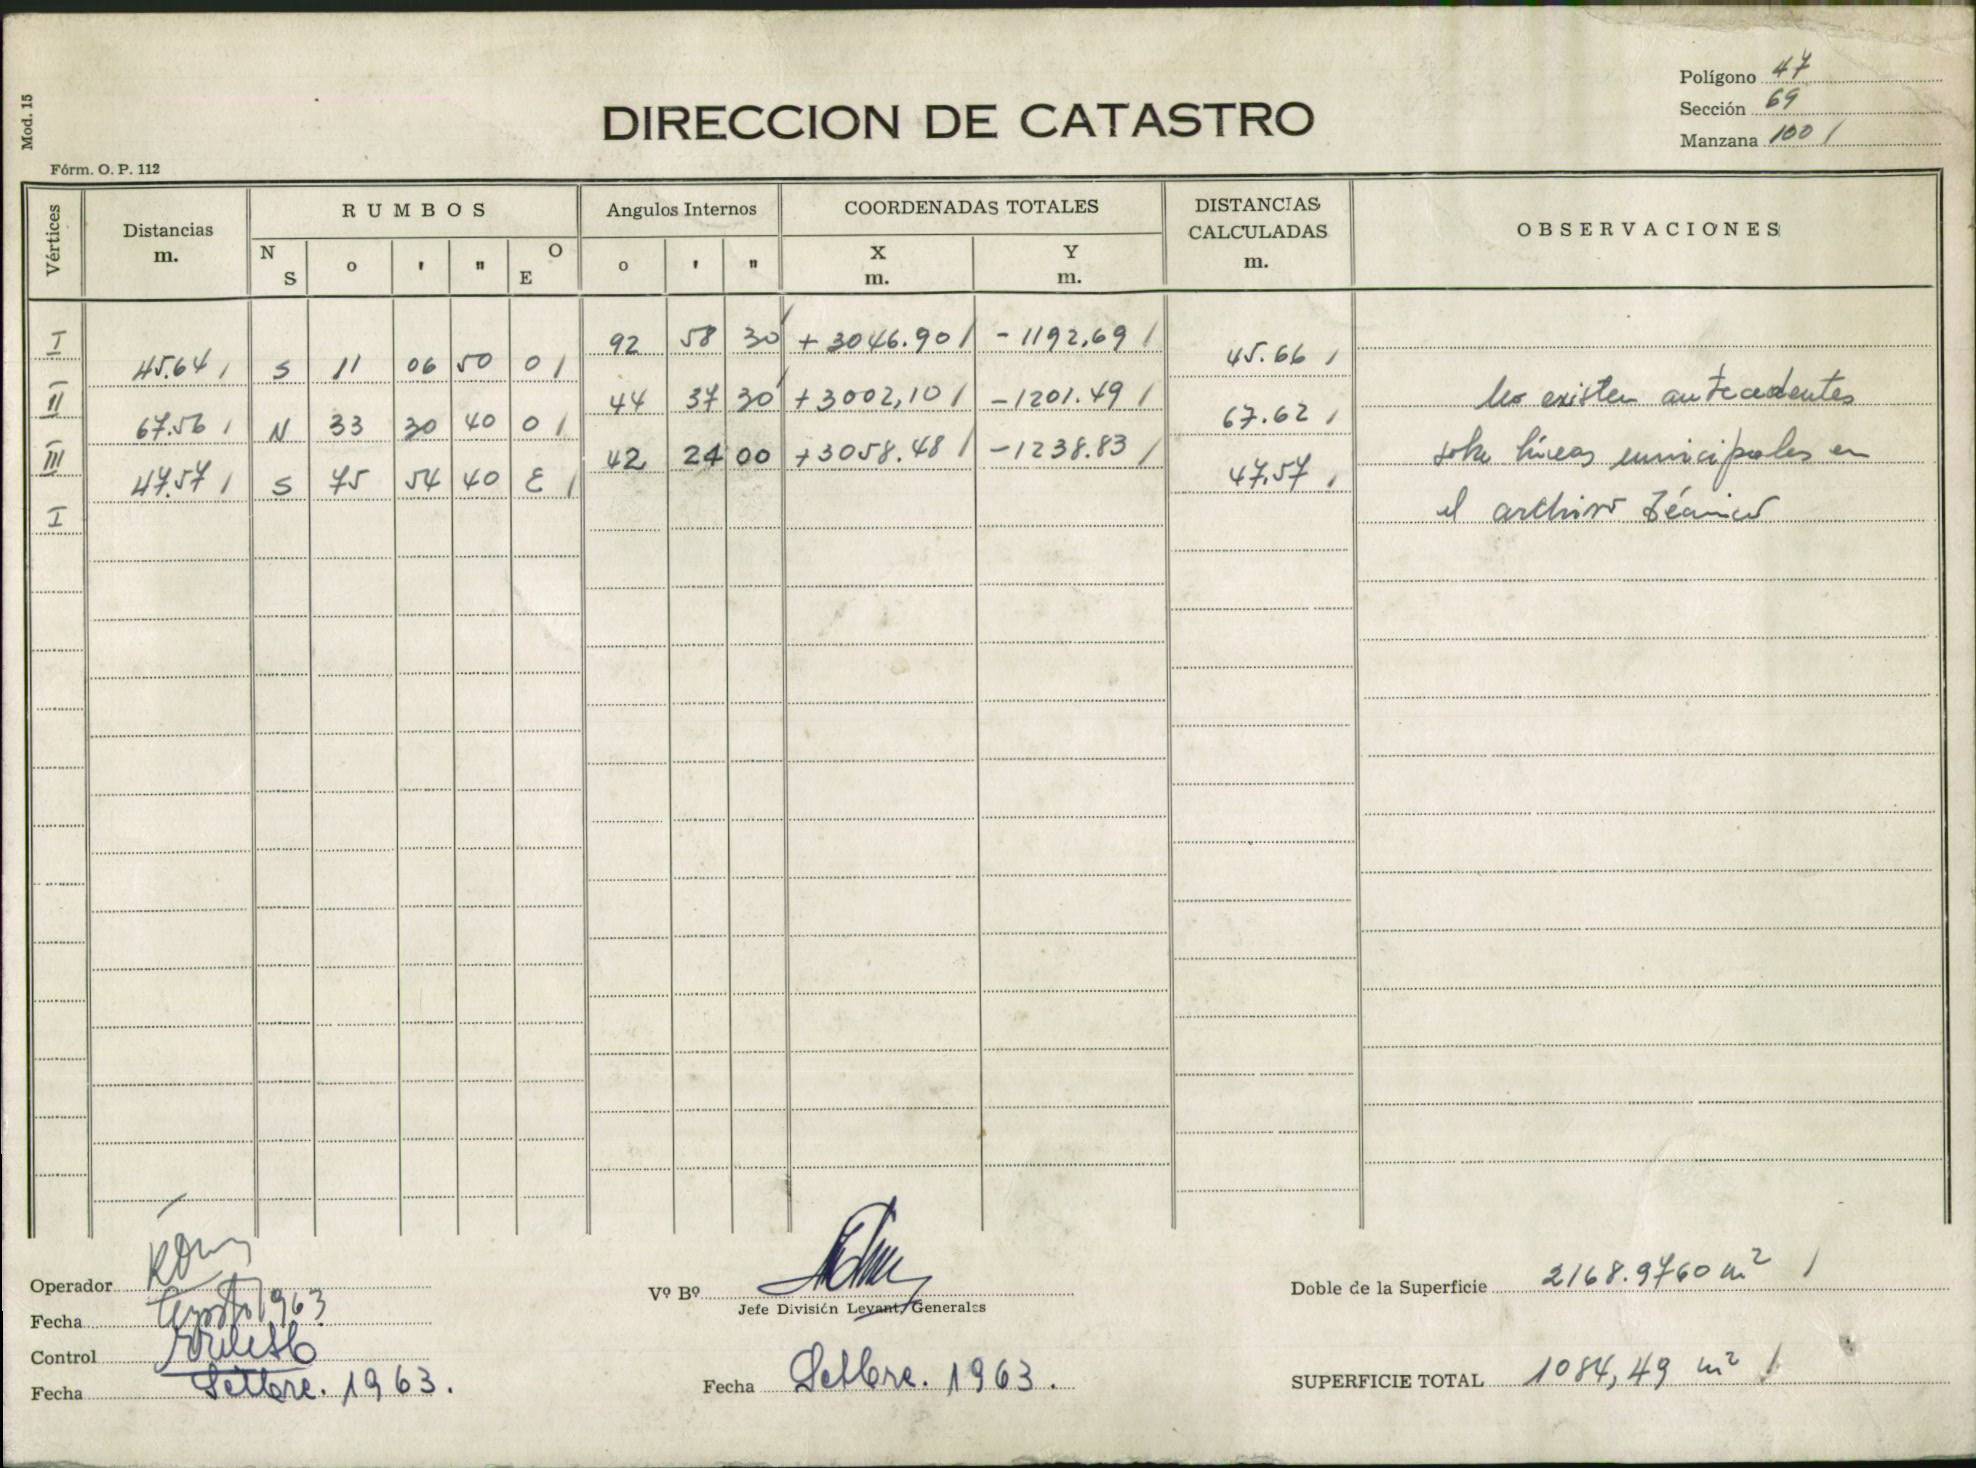 Mod. 15
Polígono 47
Sección 69
Manzana 100 /
DIRECCION DE CATASTRO
Fórm. O. P. 112
Vértices
Distancias
m.
RUMBOS
N
S
o
'
"
O
E
Angulos Internos
o
'
"
COORDENADAS TOTALES
X
m.
Y
m.
DISTANCIAS
CALCULADAS
m.
OBSERVACIONES
I 92 58 30 +3046.90 / -1192,69 /
45.64 / S 11 06 50 O / 45.66 /
II 44 37 30 +3002,10 / -1201.49 /
67.56 / N 33 30 40 O / 67.62 /
III 42 24 00 +3058.48 / -1238.83 /
47.57 / S 75 54 40 E / 47,57 /
I
No existen antecedentes
sobre líneas municipales en
el archivo técnico
Operador
Fecha Agosto 1963
Control
Fecha Setbre. 1963.
Vº Bº
Jefe División Levant. Generales
Fecha Setbre. 1963.
Doble de la Superficie 2168.9760 m² /
SUPERFICIE TOTAL 1084,49 m² /